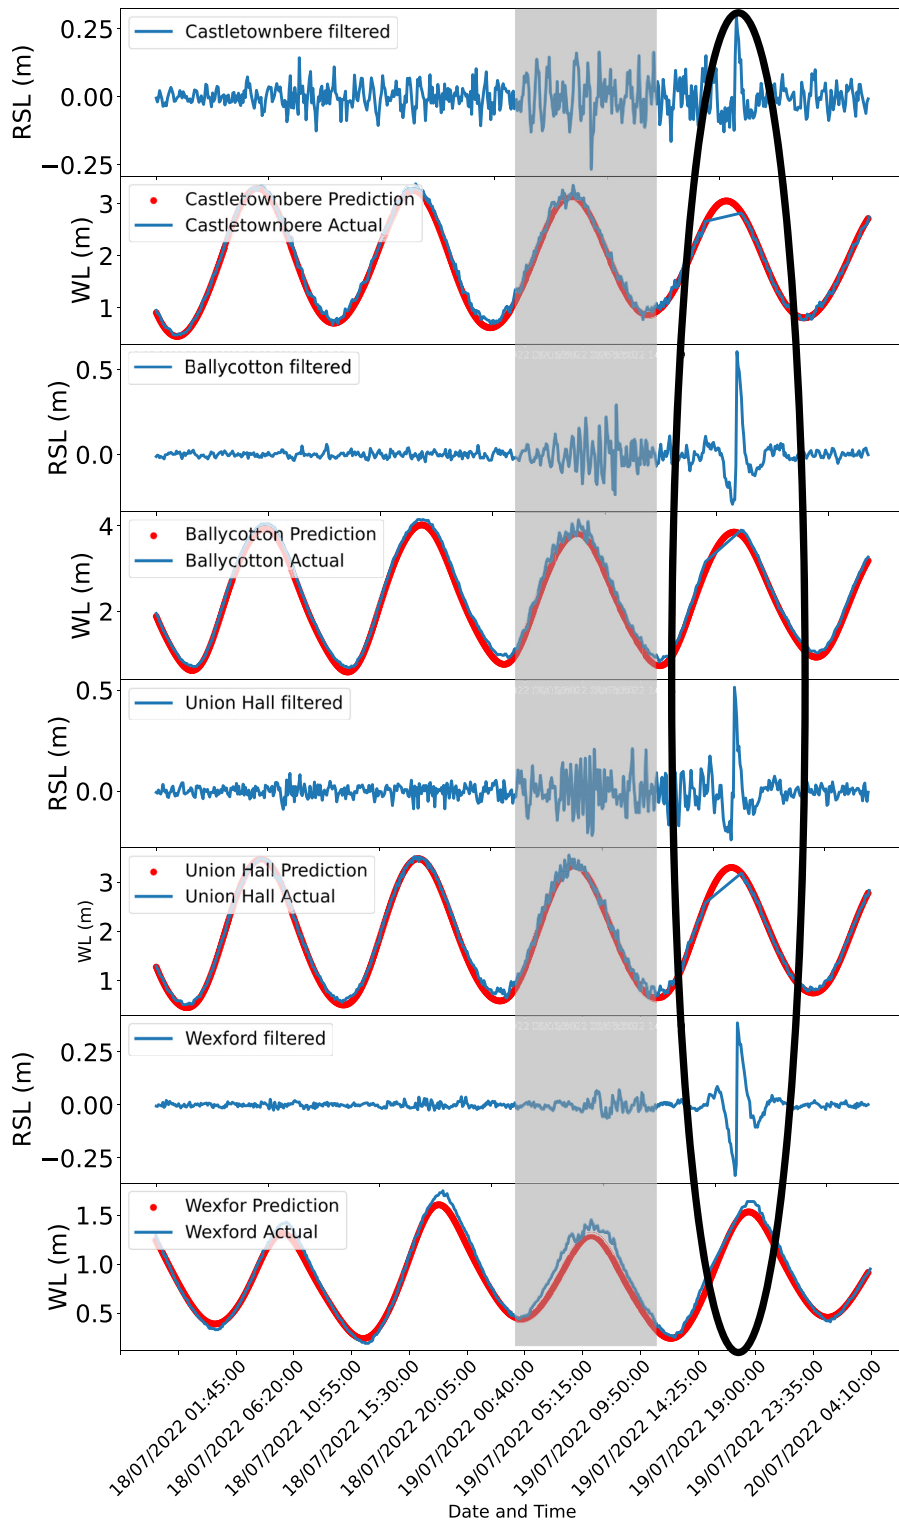 Castletownbere filtered
RSL (m)
0.25
0.00
−0.25
Castletownbere Prediction
Castletownbere Actual
WL (m)
3
2
1
Ballycotton filtered
RSL (m)
0.5
0.0
Ballycotton Prediction
Ballycotton Actual
WL (m)
4
2
Union Hall filtered
RSL (m)
0.5
0.0
Union Hall Prediction
Union Hall Actual
WL (m)
3
2
1
Wexford filtered
RSL (m)
0.25
0.00
−0.25
Wexfor Prediction
Wexford Actual
WL (m)
1.5
1.0
0.5
18/07/2022 01:45:00
18/07/2022 06:20:00
18/07/2022 10:55:00
18/07/2022 15:30:00
18/07/2022 20:05:00
19/07/2022 00:40:00
19/07/2022 05:15:00
19/07/2022 09:50:00
19/07/2022 14:25:00
19/07/2022 19:00:00
19/07/2022 23:35:00
20/07/2022 04:10:00
Date and Time